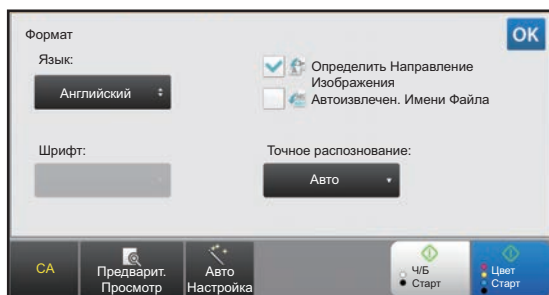 Формат
OK
Язык:
Английский
Определить Направление
Изображения
Автоизвлечен. Имени Файла
Шрифт:
Точное распознование:
Авто
CA
Предварит.
Просмотр
Авто
Настройка
Ч/Б
Старт
Цвет
Старт